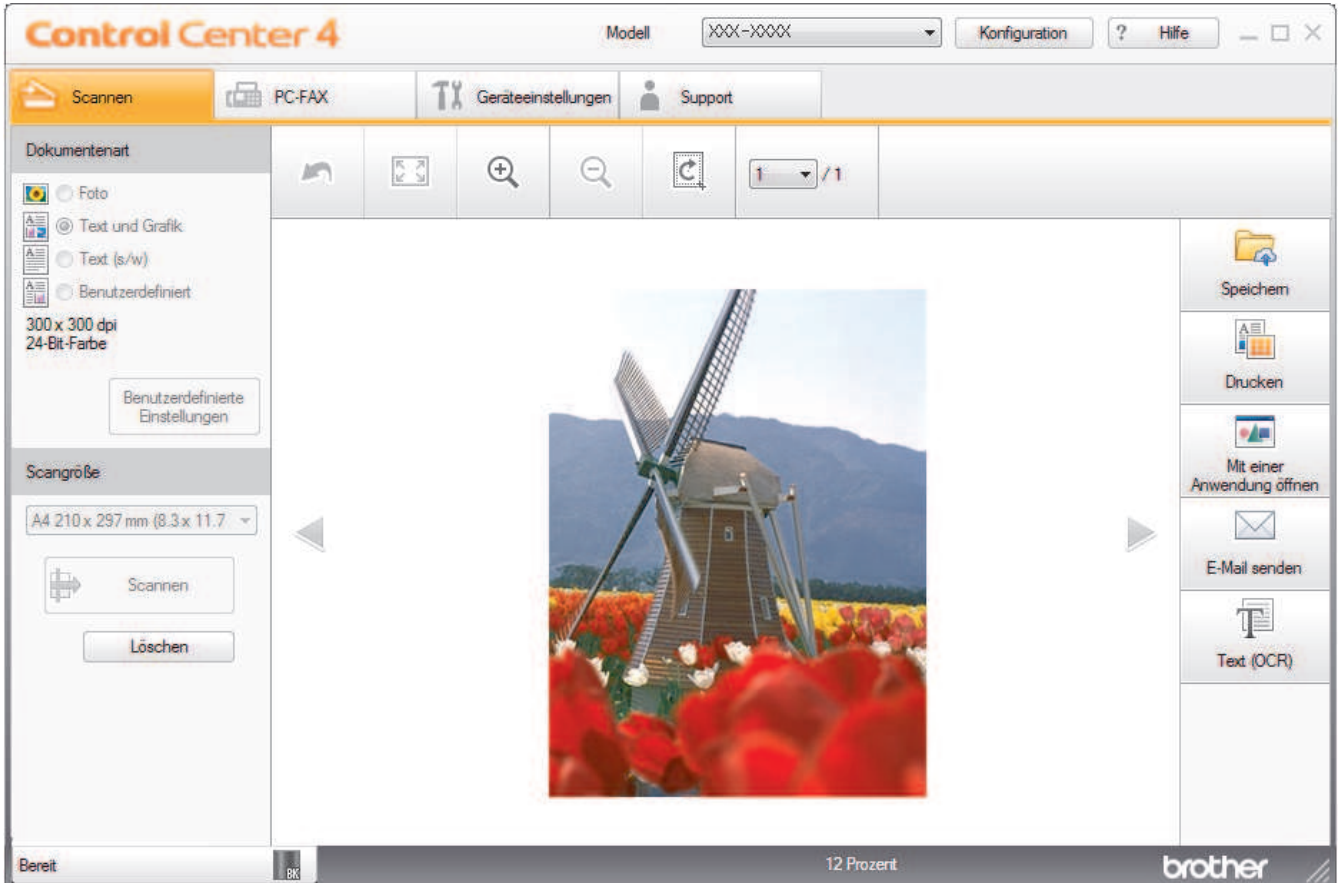 Control Center 4
Modell
XXX-XXXX
Konfiguration
? Hilfe
Scannen
PC-FAX
Geräteeinstellungen
Support
Dokumentenart
Foto
Text und Grafik
Text (s/w)
Benutzerdefiniert
300 x 300 dpi
24-Bit-Farbe
Benutzerdefinierte
Einstellungen
Scangröße
A4 210 x 297 mm (8.3 x 11.7
Scannen
Löschen
1 / 1
Speichern
Drucken
Mit einer
Anwendung öffnen
E-Mail senden
Text (OCR)
Bereit
BK
12 Prozent
brother